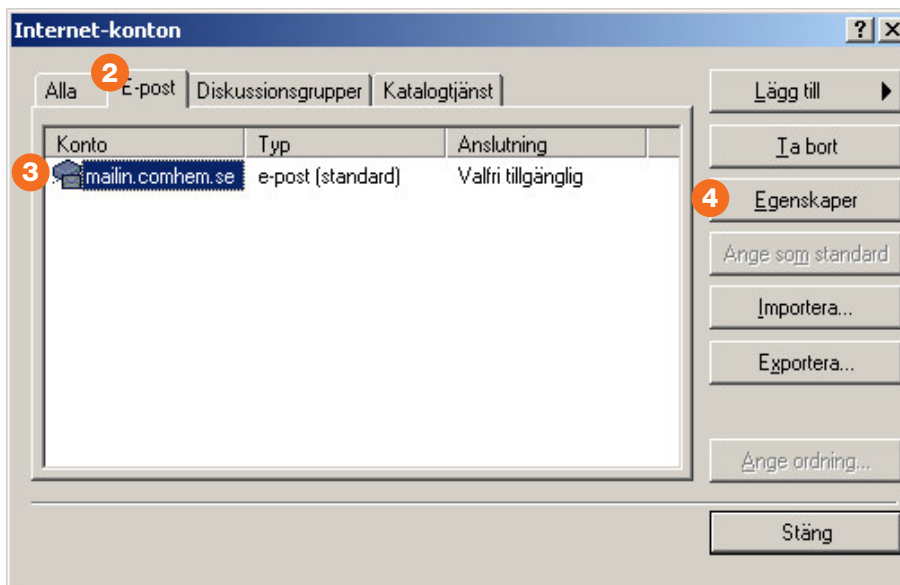 Internet-konton
? X
2
Alla E-post Diskussionsgrupper Katalogtjänst
Konto Typ Anslutning
3 mailin.comhem.se e-post (standard) Valfri tillgänglig
Lägg till
Ta bort
4 Egenskaper
Ange som standard
Importera...
Exportera...
Ange ordning...
Stäng